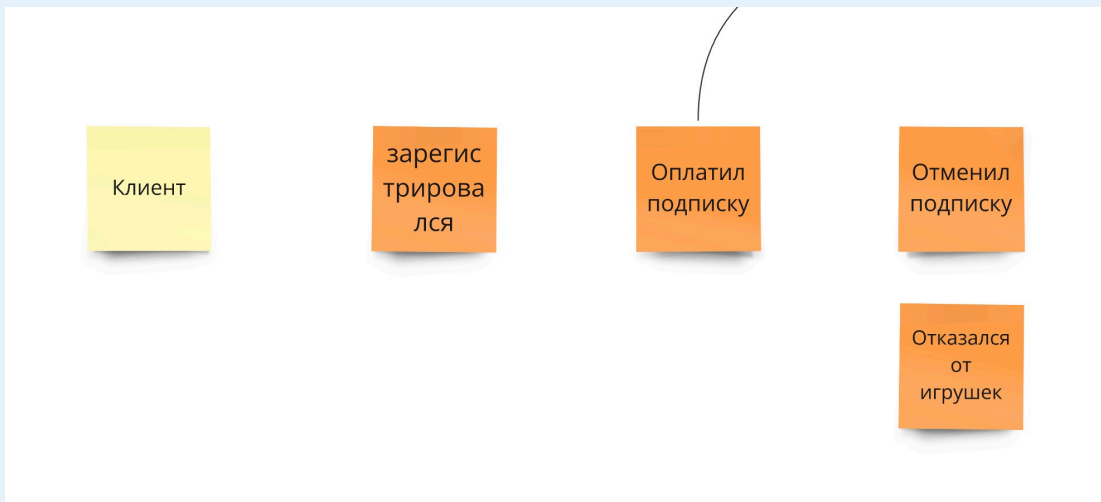 Клиент
зарегис
трирова
лся
Оплатил
подписку
Отменил
подписку
Отказался
от
игрушек